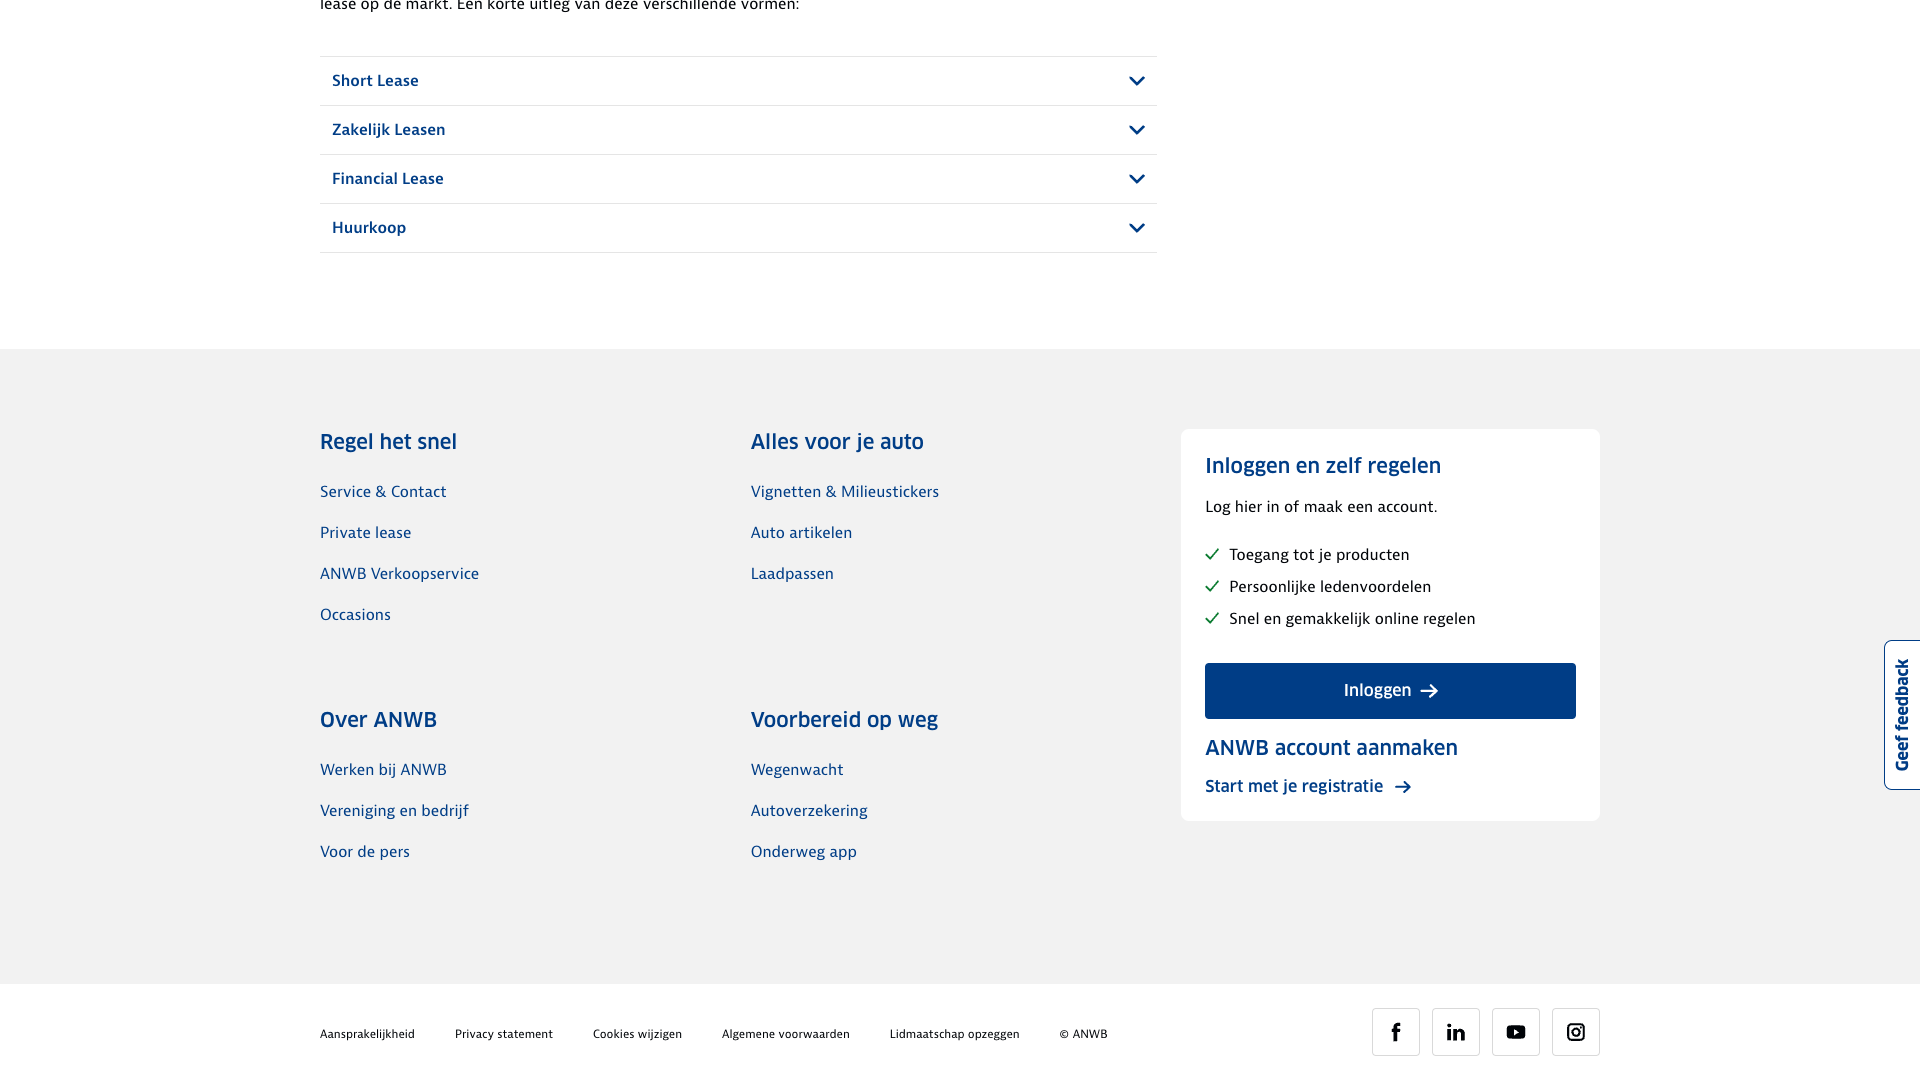 lease op de markt. Een korte uitleg van deze verschillende vormen:
Short Lease
Zakelijk Leasen
Financial Lease
Huurkoop
Regel het snel
Service & Contact
Private lease
ANWB Verkoopservice
Occasions
Alles voor je auto
Vignetten & Milieustickers
Auto artikelen
Laadpassen
Over ANWB
Werken bij ANWB
Vereniging en bedrijf
Voor de pers
Voorbereid op weg
Wegenwacht
Autoverzekering
Onderweg app
Inloggen en zelf regelen
Log hier in of maak een account.
Toegang tot je producten
Persoonlijke ledenvoordelen
Snel en gemakkelijk online regelen
Inloggen
ANWB account aanmaken
Start met je registratie
Geef feedback
Aansprakelijkheid
Privacy statement
Cookies wijzigen
Algemene voorwaarden
Lidmaatschap opzeggen
© ANWB